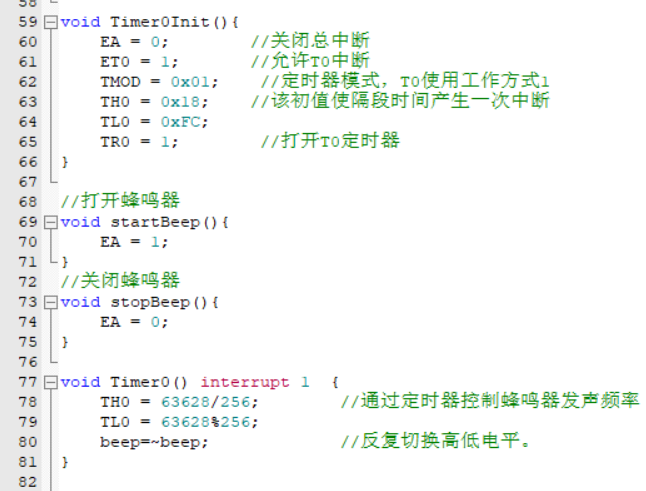 58
59 void Timer0Init(){
60 EA = 0; //关闭总中断
61 ET0 = 1; //允许T0中断
62 TMOD = 0x01; //定时器模式，T0使用工作方式1
63 TH0 = 0x18; //该初值使隔段时间产生一次中断
64 TL0 = 0xFC;
65 TR0 = 1; //打开T0定时器
66 }
67
68 //打开蜂鸣器
69 void startBeep(){
70 EA = 1;
71 }
72 //关闭蜂鸣器
73 void stopBeep(){
74 EA = 0;
75 }
76
77 void Timer0() interrupt 1 {
78 TH0 = 63628/256; //通过定时器控制蜂鸣器发声频率
79 TL0 = 63628%256;
80 beep=~beep; //反复切换高低电平。
81 }
82